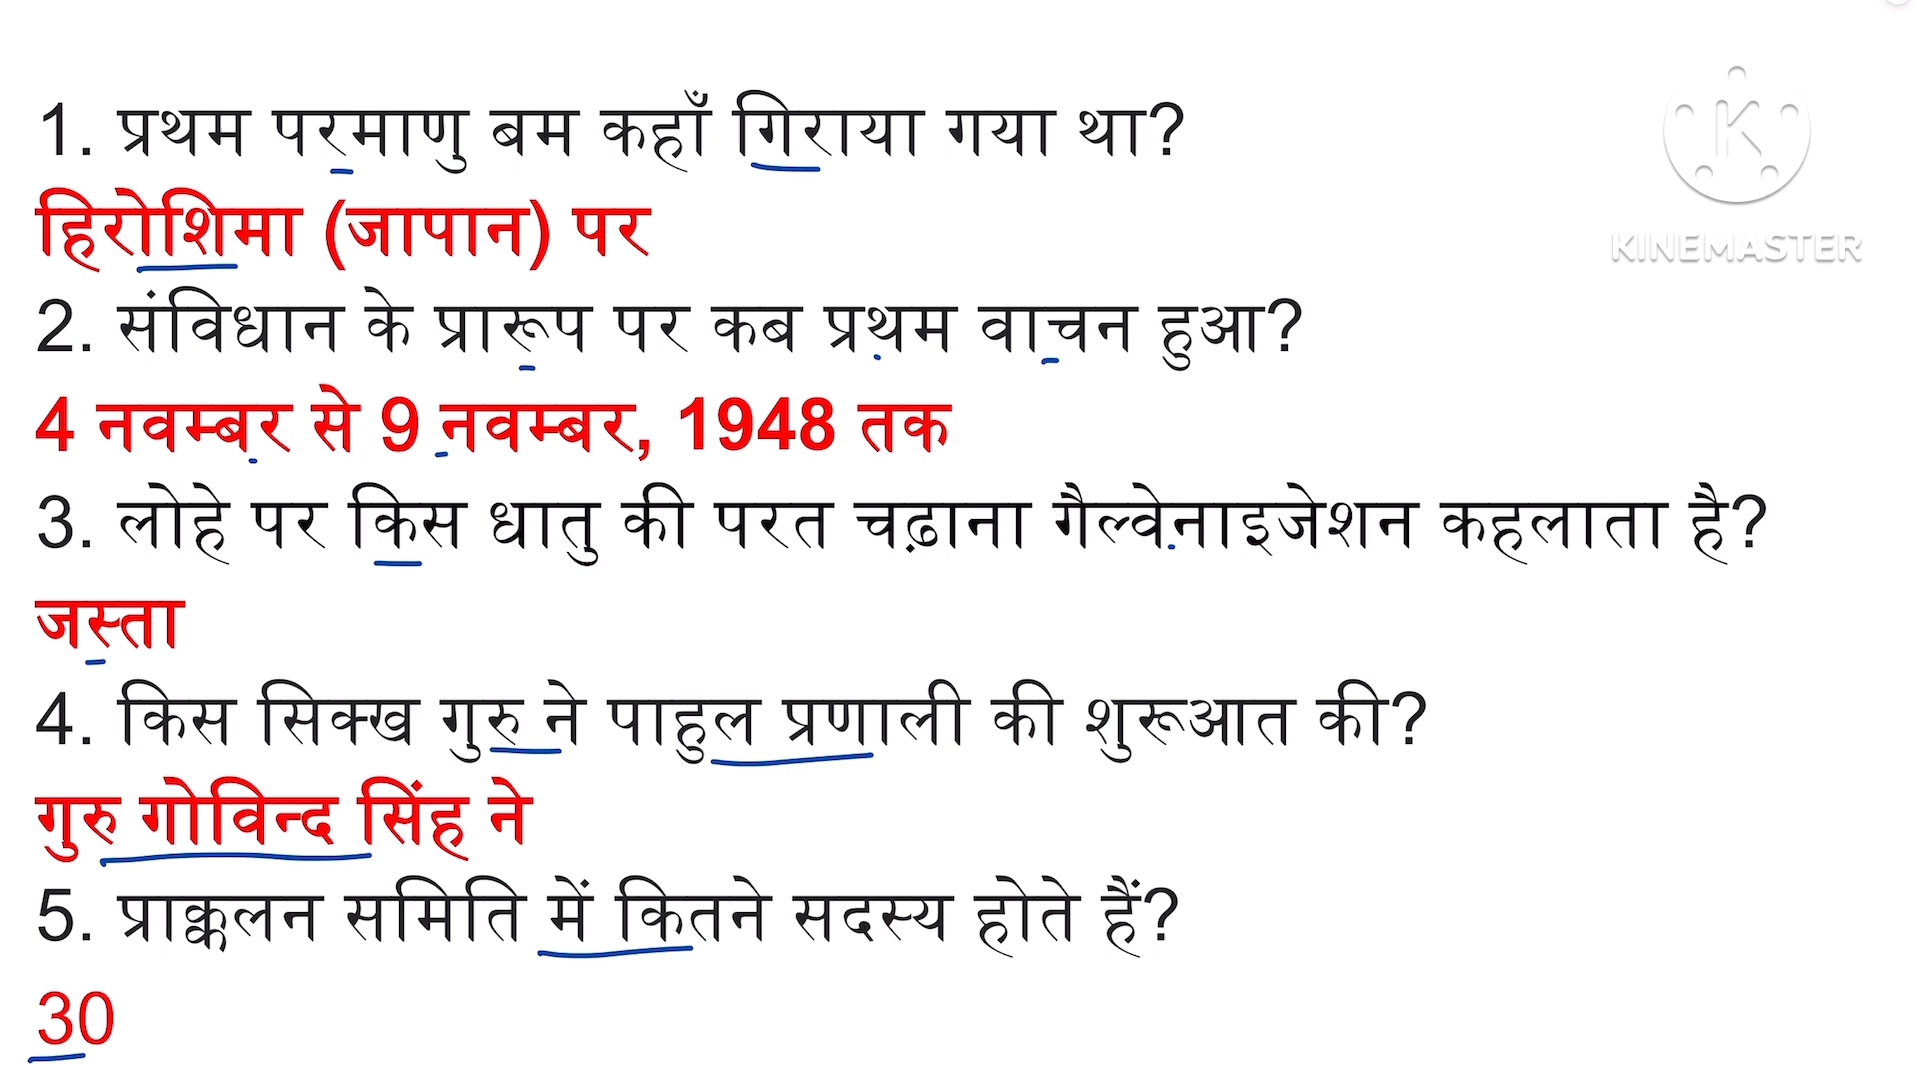 1. प्रथम परमाणु बम कहाँ गिराया गया था?
हिरोशिमा (जापान) पर
2. संविधान के प्रारूप पर कब प्रथम वाचन हुआ?
4 नवम्बर से 9 नवम्बर, 1948 तक
3. लोहे पर किस धातु की परत चढ़ाना गैल्वेनाइजेशन कहलाता है?
जस्ता
4. किस सिक्ख गुरु ने पाहुल प्रणाली की शुरूआत की?
गुरु गोविन्द सिंह ने
5. प्राक्कलन समिति में कितने सदस्य होते हैं?
30
K
KINEMASTER